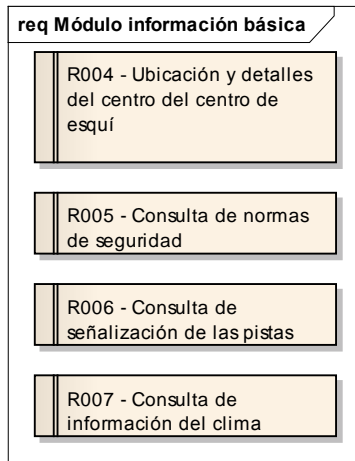 req Módulo información básica
R004 - Ubicación y detalles
del centro del centro de
esquí
R005 - Consulta de normas
de seguridad
R006 - Consulta de
señalización de las pistas
R007 - Consulta de
información del clima